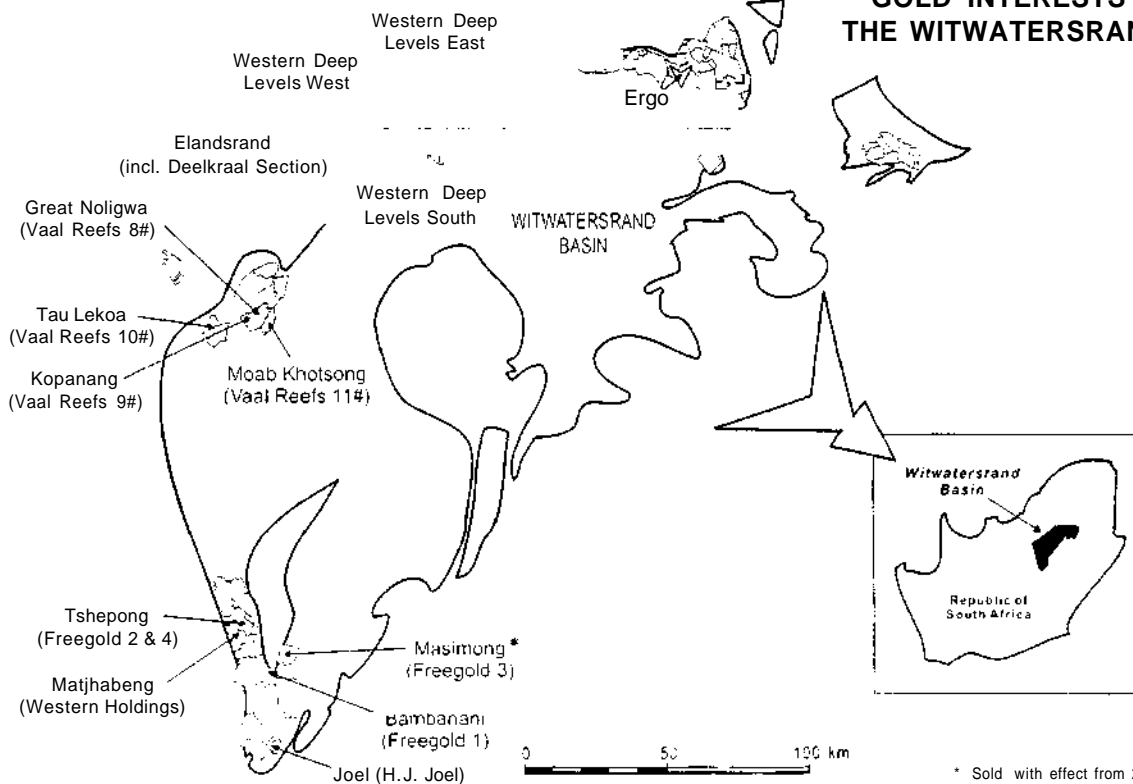 GOLD INTERESTS
THE WITWATERSRAN
Western Deep
Levels East
Western Deep
Levels West
Ergo
Elandsrand
(incl. Deelkraal Section)
Great Noligwa
(Vaal Reefs 8#)
Western Deep
Levels South
WITWATERSRAND
BASIN
Tau Lekoa
(Vaal Reefs 10#)
Kopanang
(Vaal Reefs 9#)
Moab Khotsong
(Vaal Reefs 11#)
Witwatersrand
Basin
Republic of
South Africa
Tshepong
(Freegold 2 & 4)
Masimong *
(Freegold 3)
Matjhabeng
(Western Holdings)
Bambanani
(Freegold 1)
Joel (H.J. Joel)
0 50 100 km
* Sold with effect from